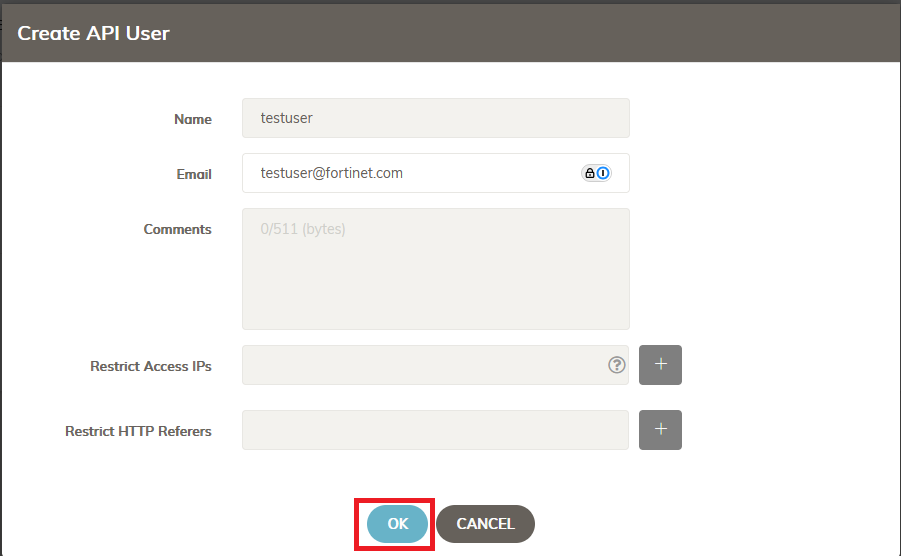 Create API User
Name
testuser
Email
testuser@fortinet.com
Comments
0/511 (bytes)
Restrict Access IPs
?
+
Restrict HTTP Referers
+
OK
CANCEL